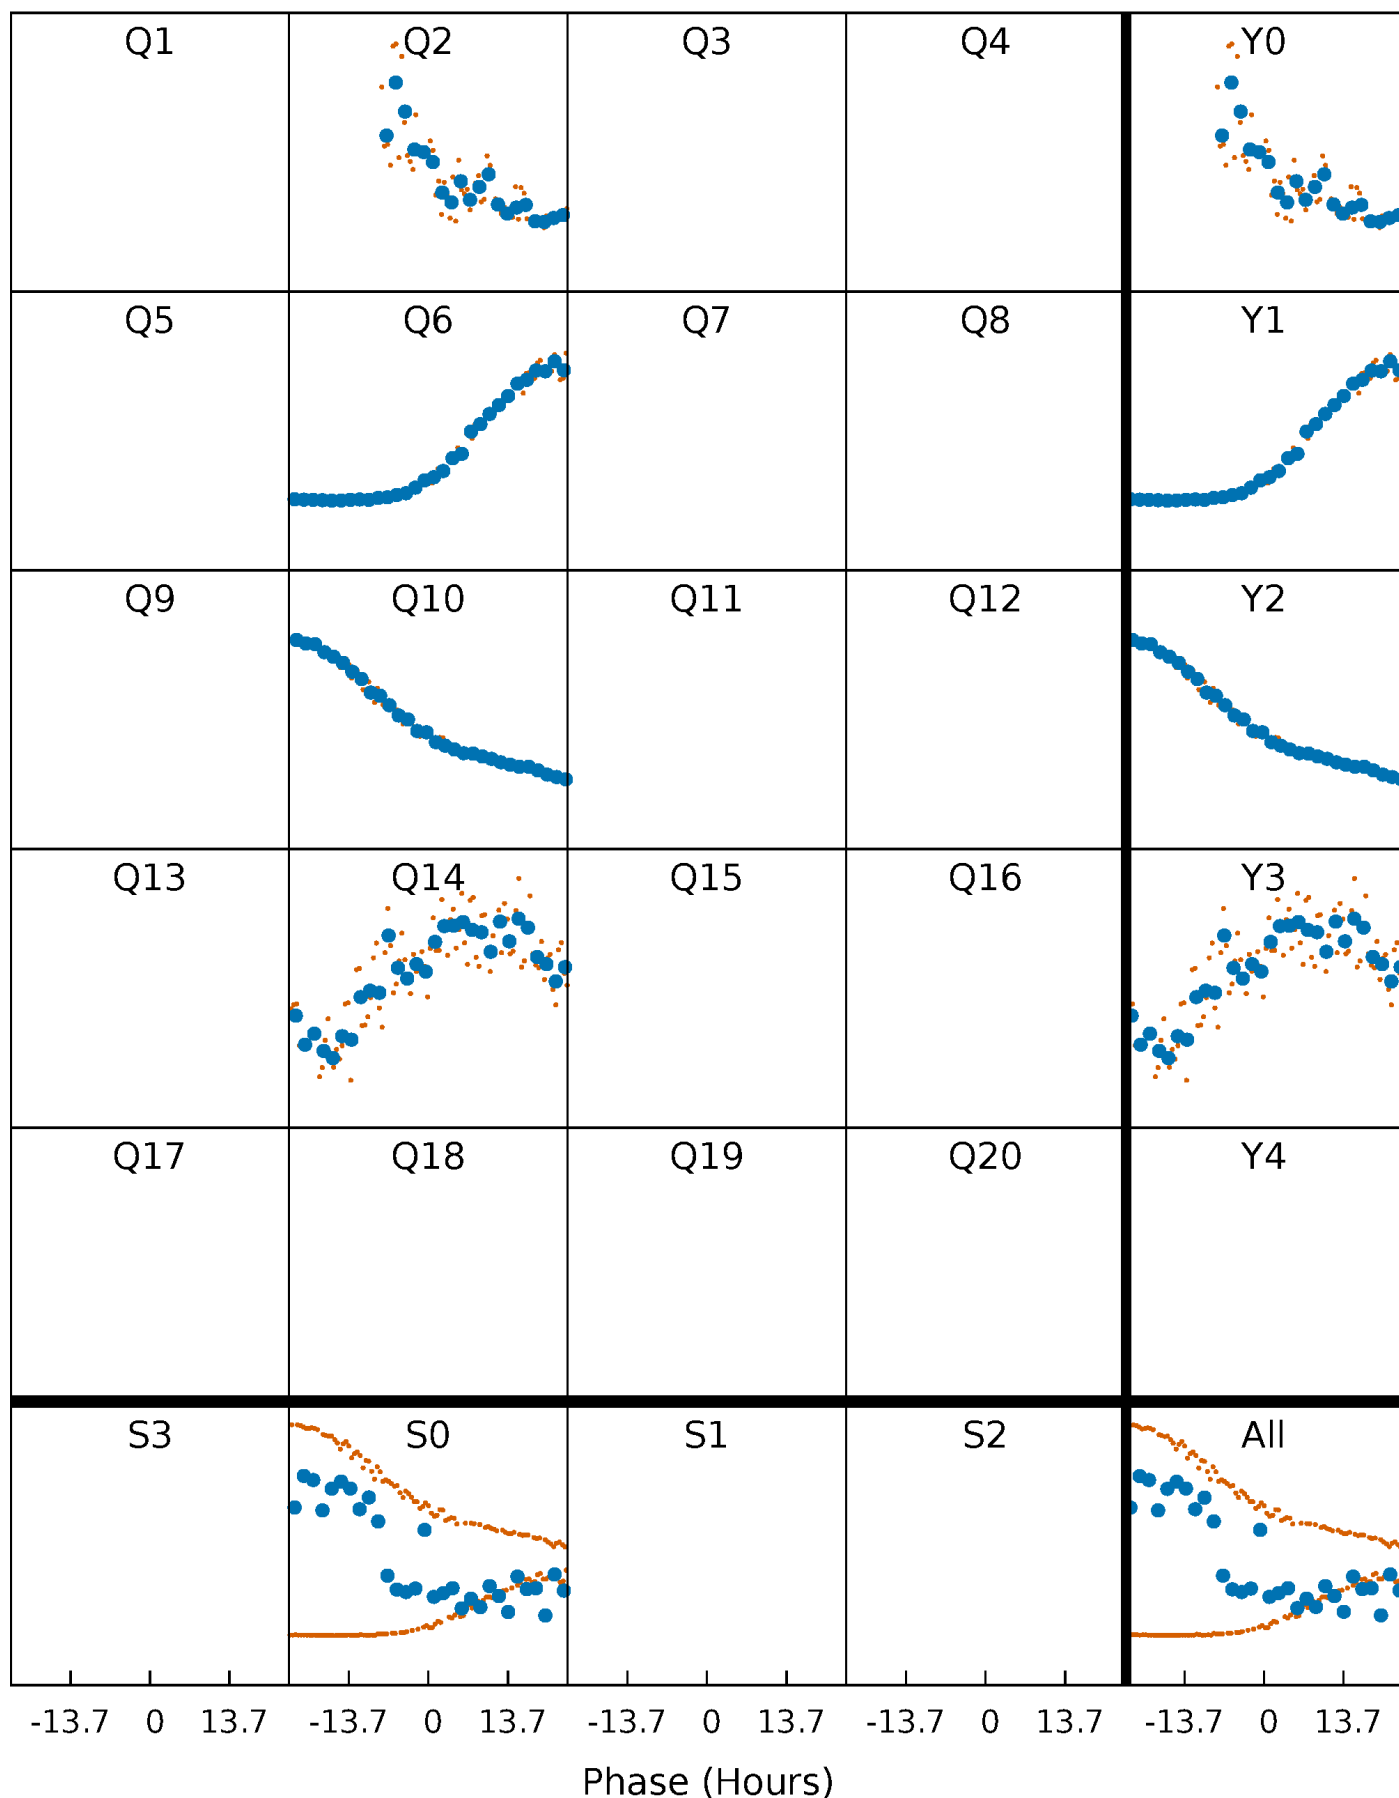 Q1 Q2 Q3 Q4 Y0
Q5 Q6 Q7 Q8 Y1
Q9 Q10 Q11 Q12 Y2
Q13 Q14 Q15 Q16 Y3
Q17 Q18 Q19 Q20 Y4
S3 S0 S1 S2 All
-13.7 0 13.7 -13.7 0 13.7 -13.7 0 13.7 -13.7 0 13.7 -13.7 0 13.7
Phase (Hours)